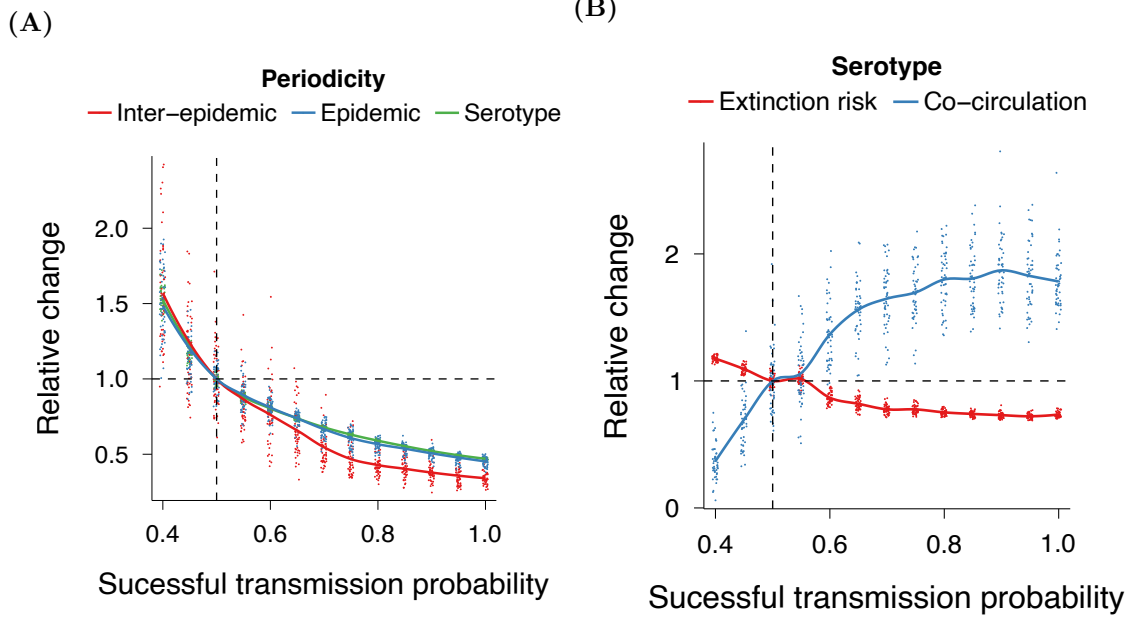 (A)
Periodicity
Inter−epidemic Epidemic Serotype
Relative change
2.0
1.5
1.0
0.5
0.4 0.6 0.8 1.0
Sucessful transmission probability
(B)
Serotype
Extinction risk Co−circulation
Relative change
2
1
0
0.4 0.6 0.8 1.0
Sucessful transmission probability